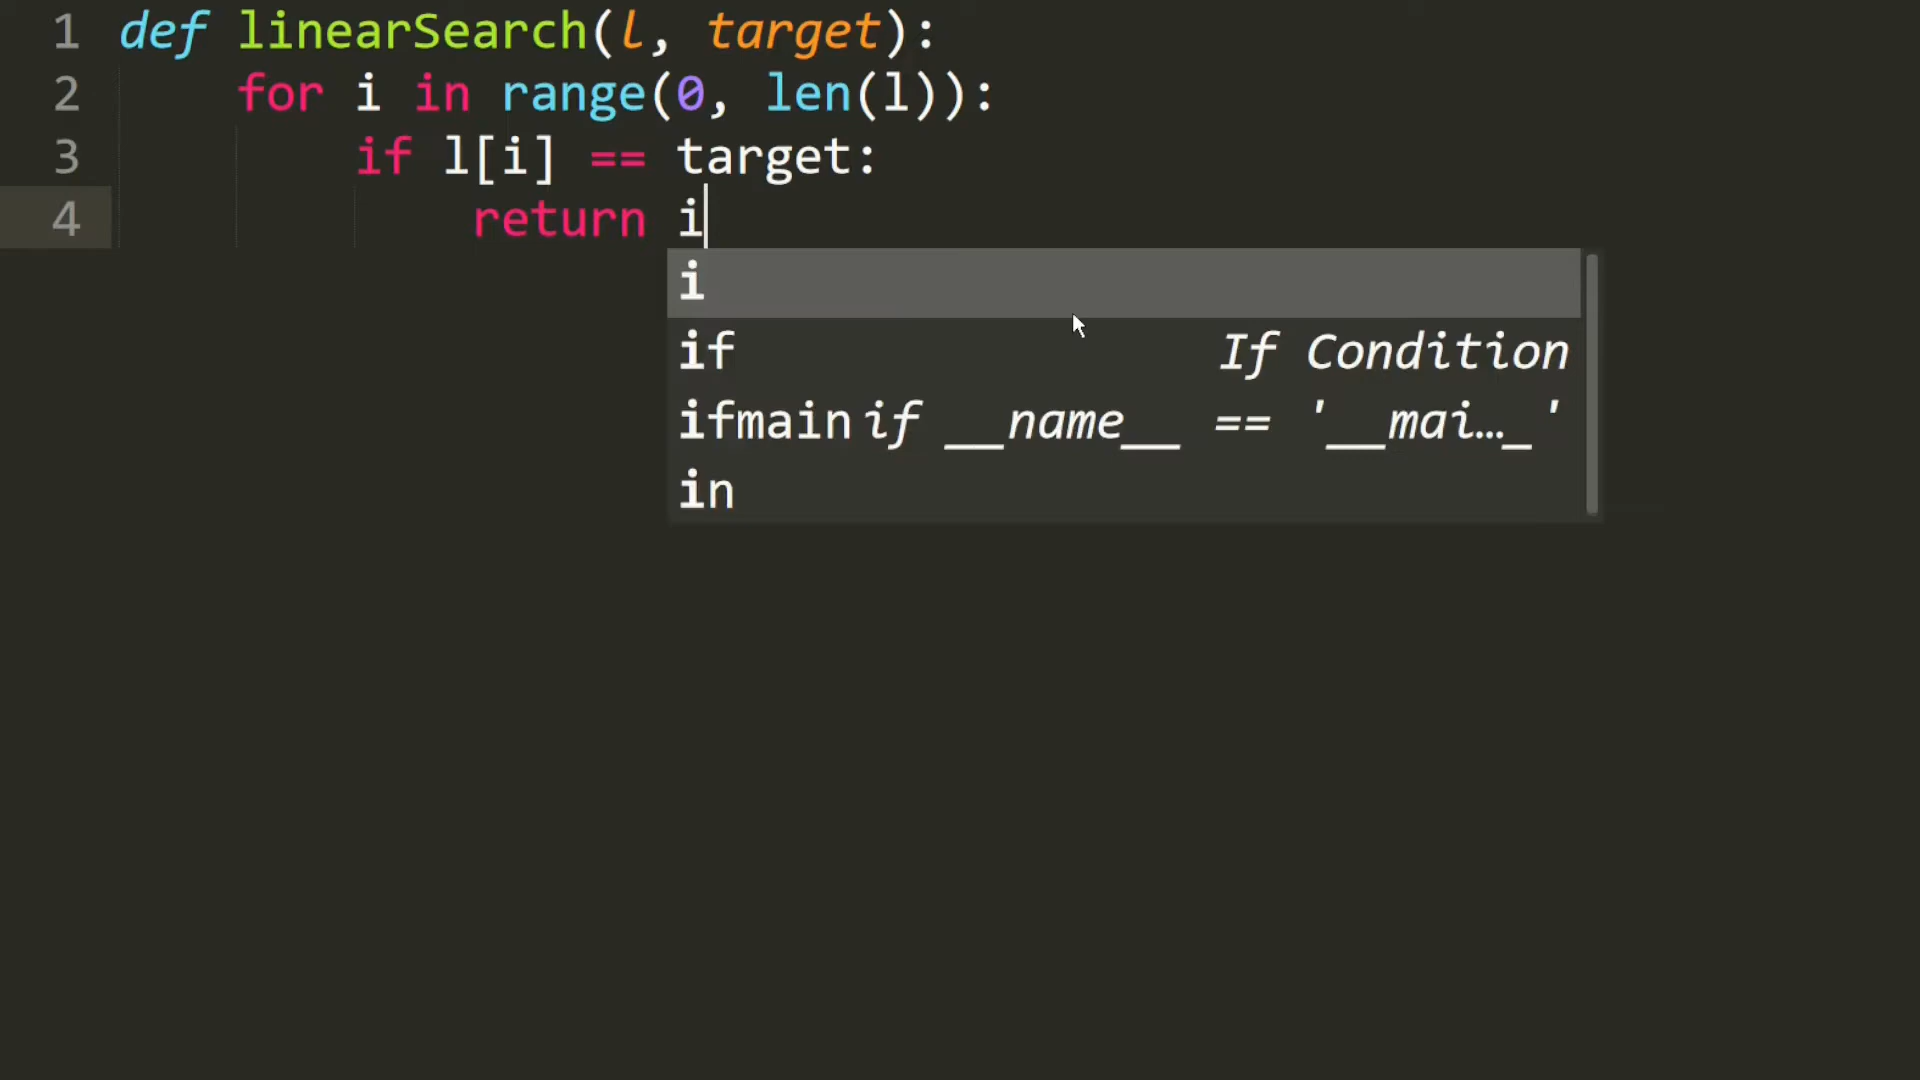 1 def linearSearch(l, target):
2 for i in range(0, len(l)):
3 if l[i] == target:
4 return i
i
if If Condition
ifmain if __name__ == '__mai…_'
in